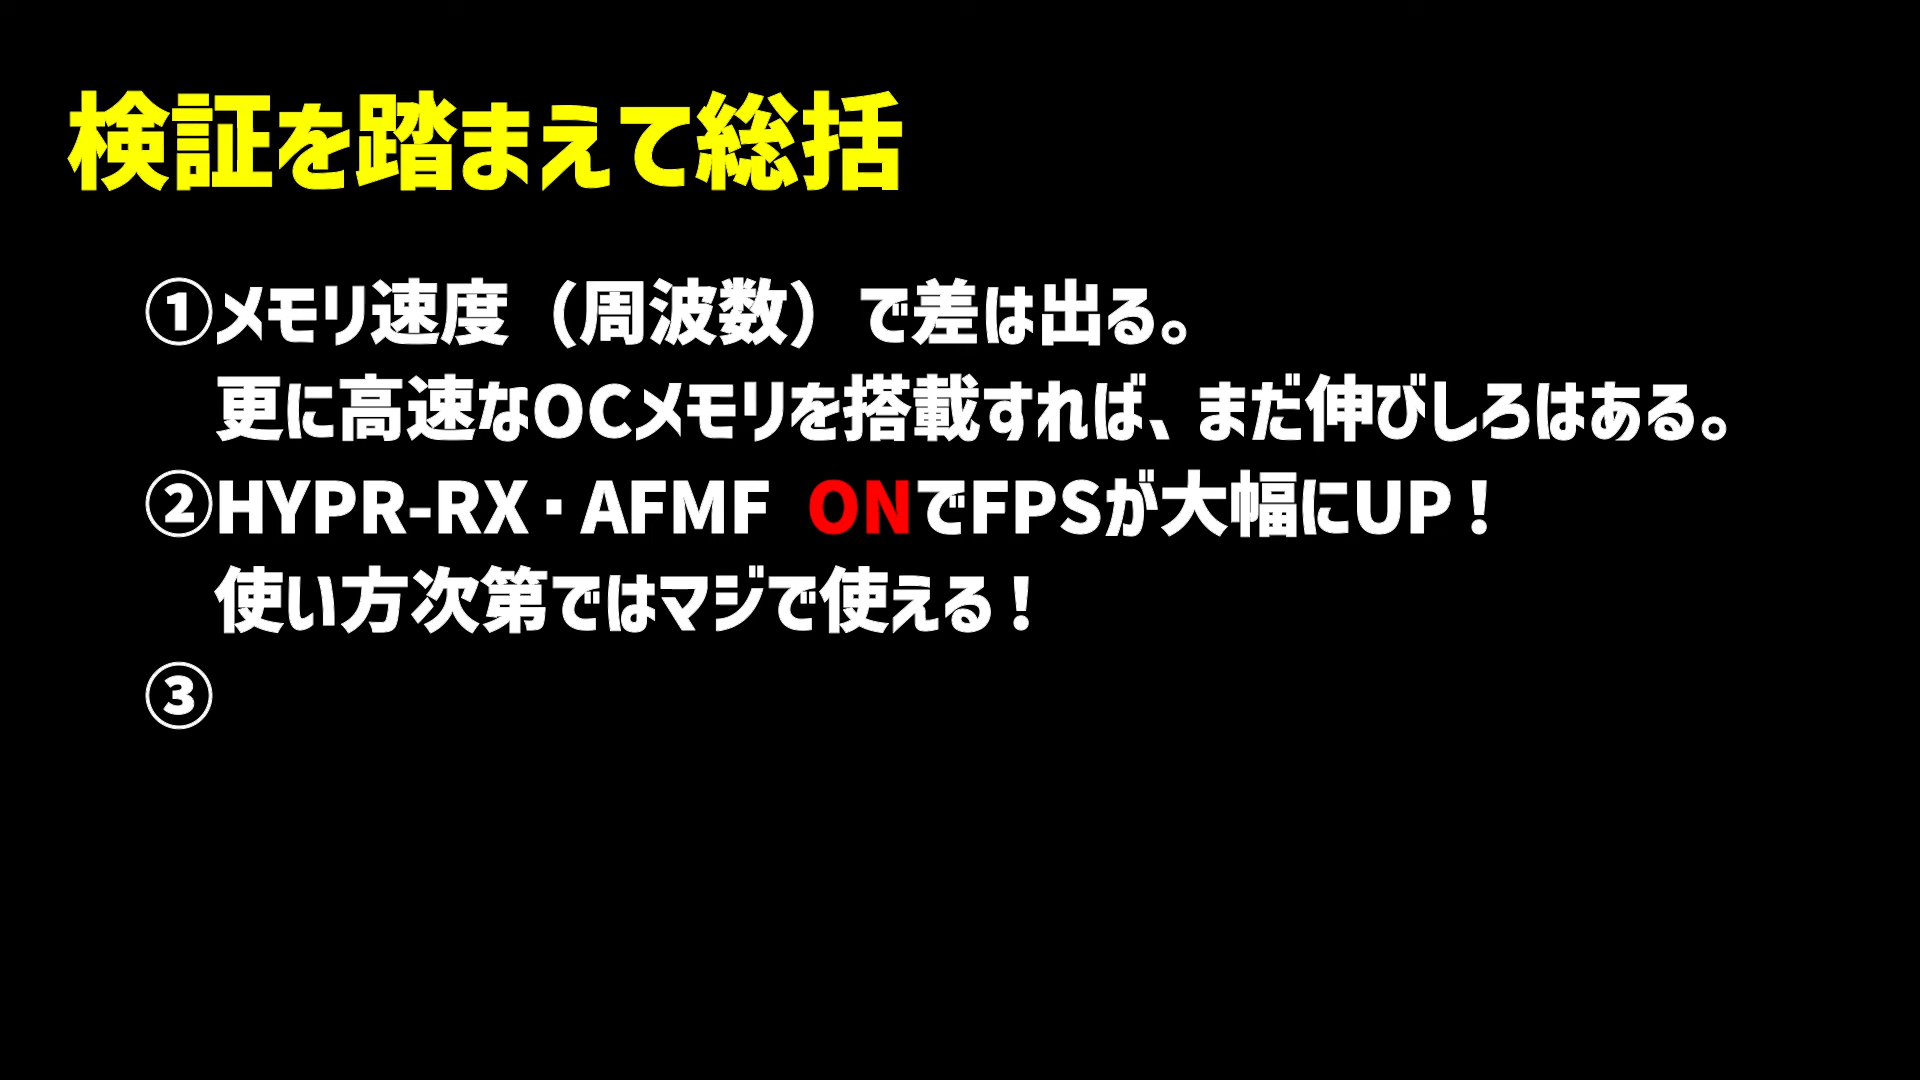 検証を踏まえて総括
①メモリ速度（周波数）で差は出る。
更に高速なOCメモリを搭載すれば、まだ伸びしろはある。
②HYPR-RX・AFMF ONでFPSが大幅にUP！
使い方次第ではマジで使える！
③